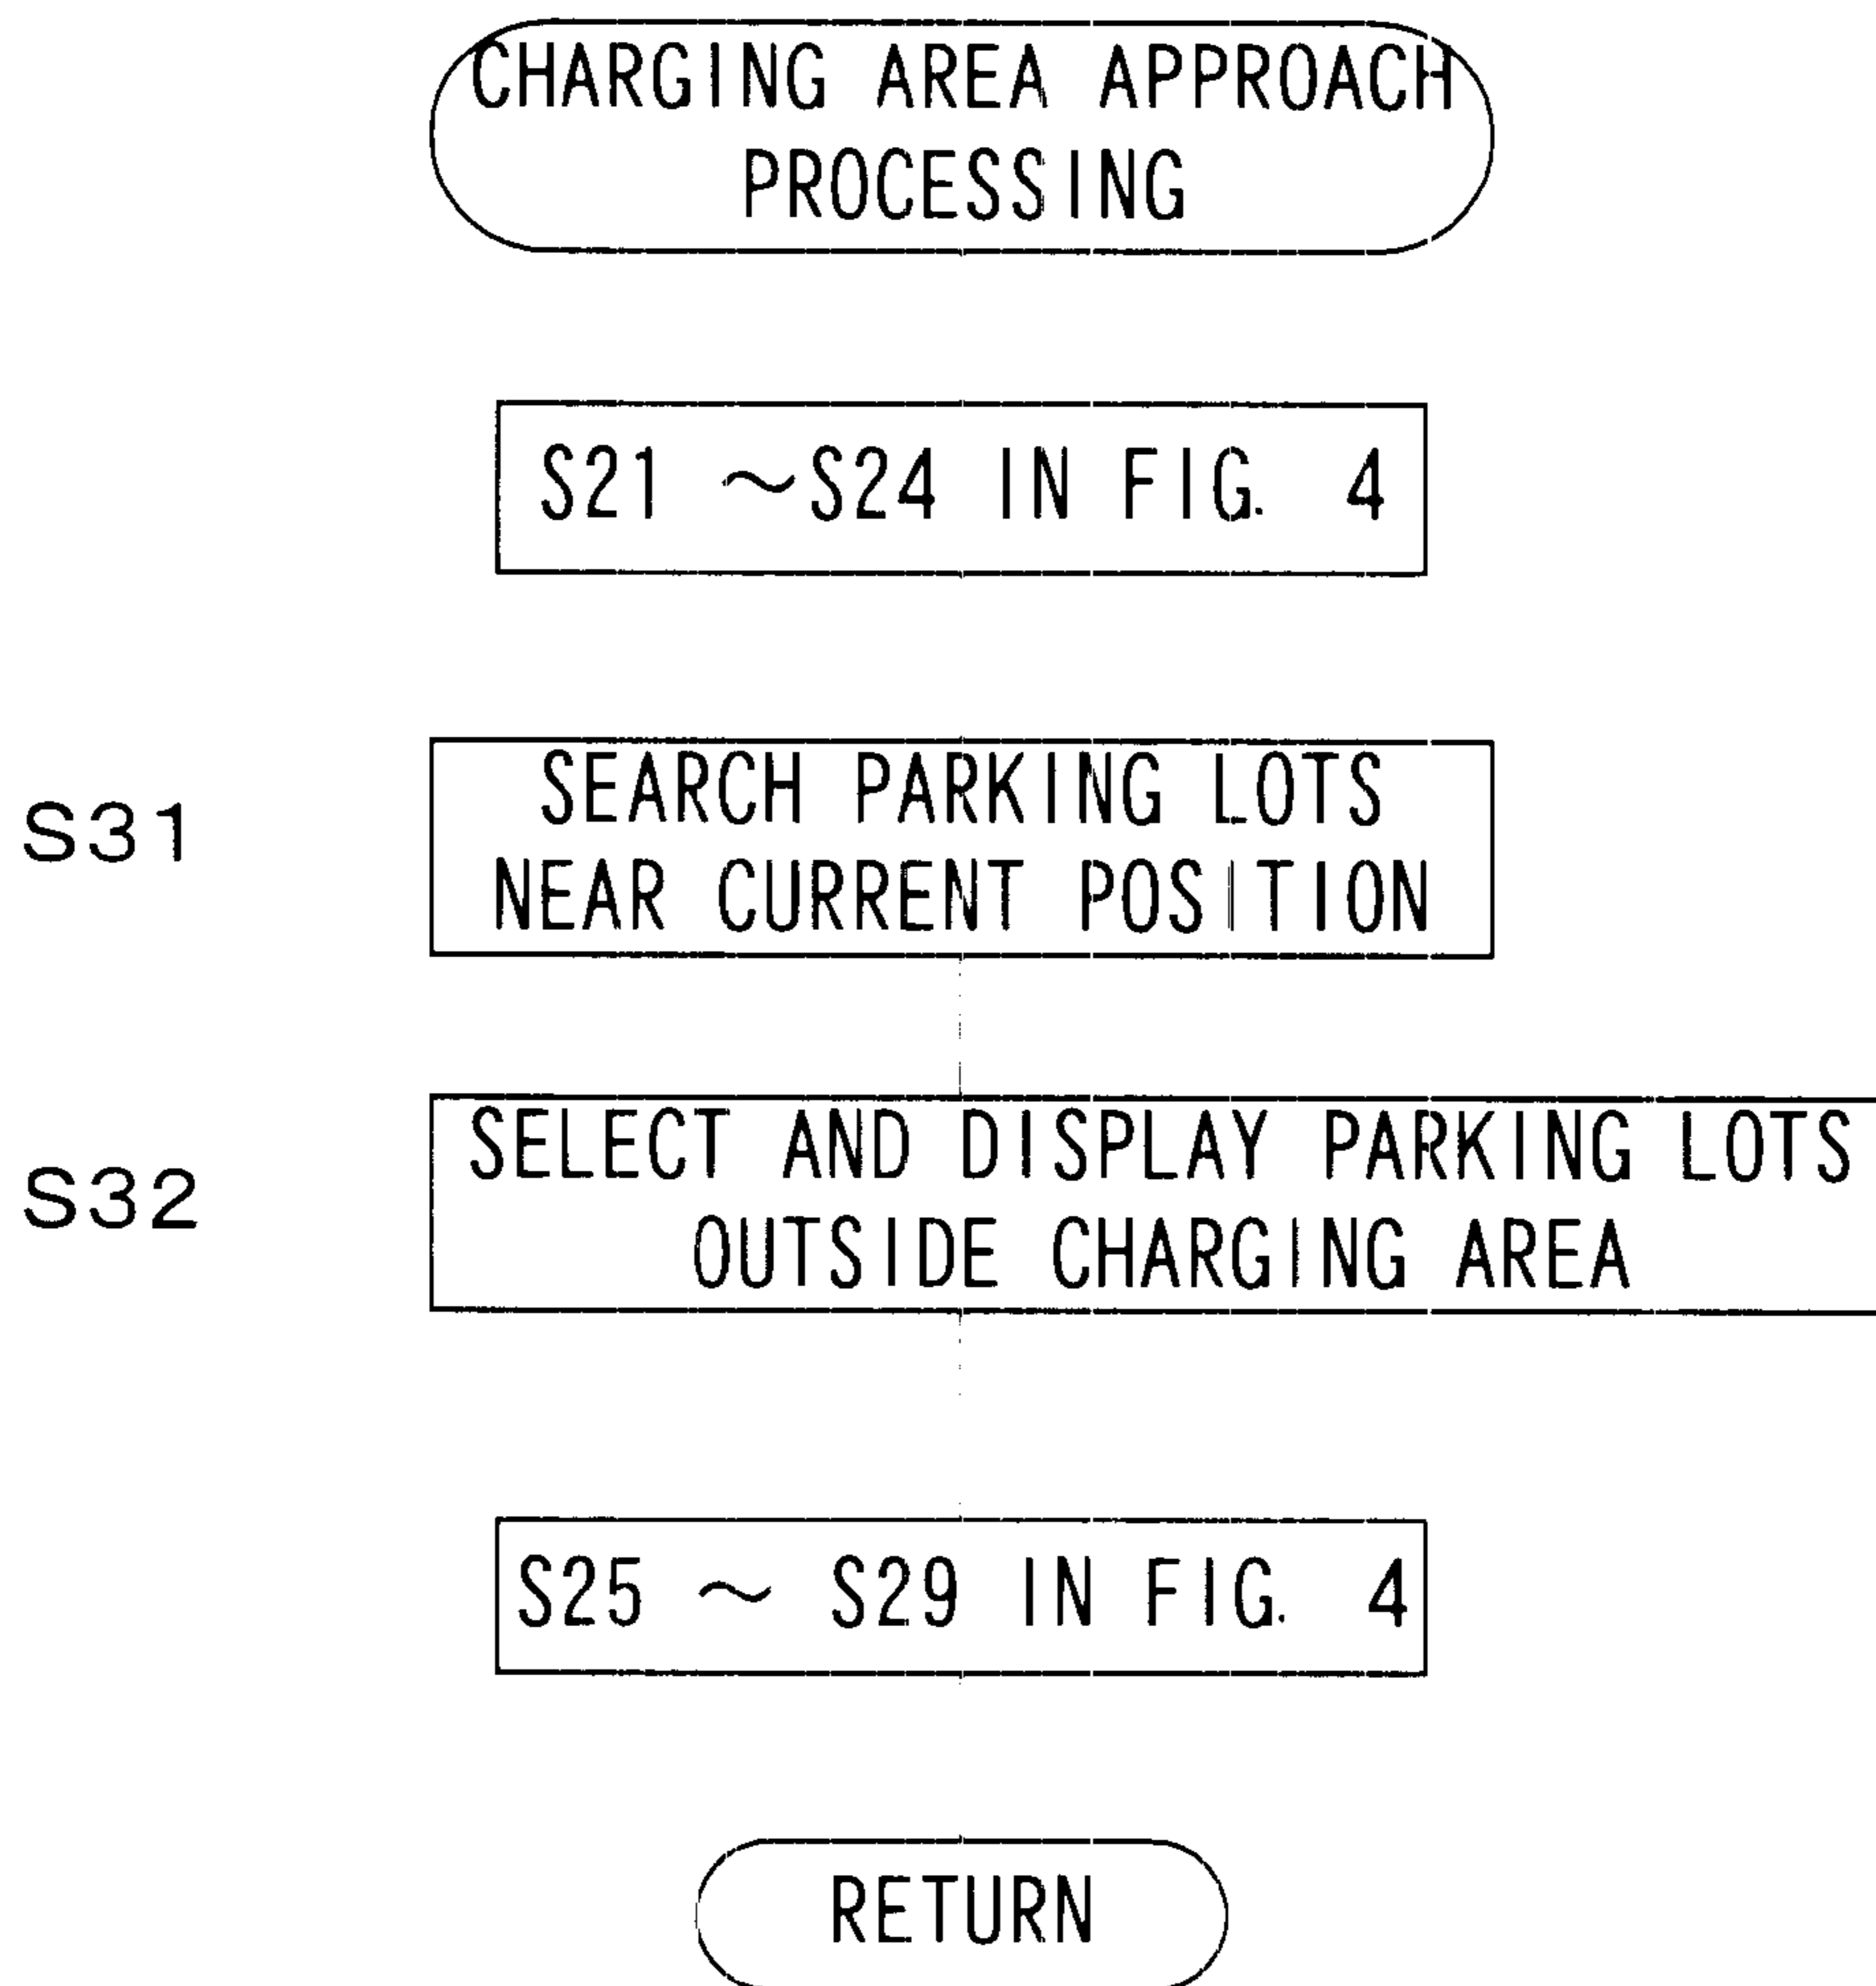 CHARGING AREA APPROACH
PROCESSING
S21 ~S24 IN FIG. 4
S31
SEARCH PARKING LOTS
NEAR CURRENT POSITION
S32
SELECT AND DISPLAY PARKING LOTS
OUTSIDE CHARGING AREA
S25 ~ S29 IN FIG. 4
RETURN